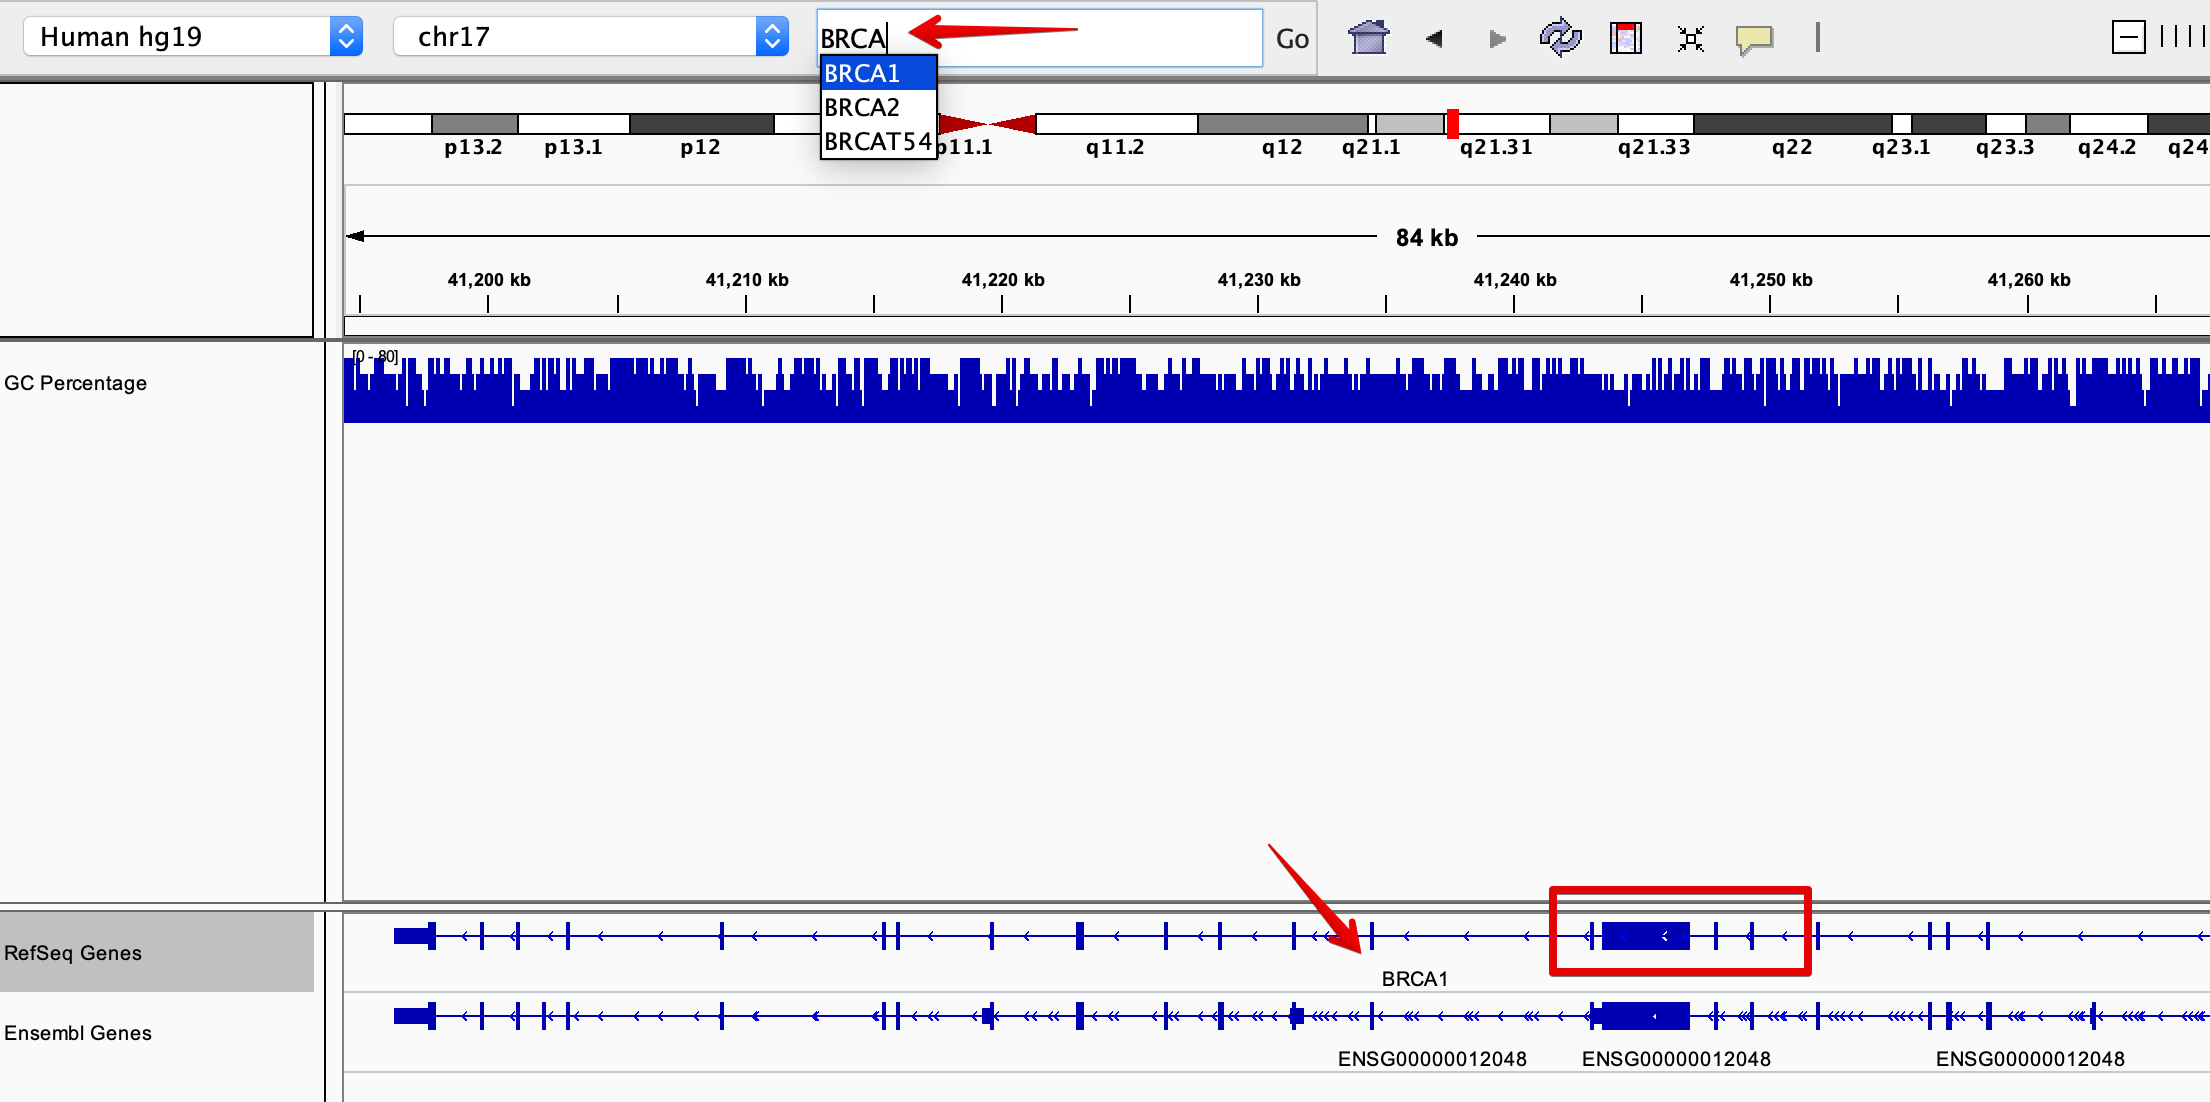 Human hg19 chr17 BRCA Go
BRCA1
BRCA2
BRCAT54
p13.2 p13.1 p12 p11.1 q11.2 q12 q21.1 q21.31 q21.33 q22 q23.1 q23.3 q24.2 q24
84 kb
41,200 kb 41,210 kb 41,220 kb 41,230 kb 41,240 kb 41,250 kb 41,260 kb
[0 - 80]
GC Percentage
RefSeq Genes
BRCA1
Ensembl Genes
ENSG00000012048 ENSG00000012048 ENSG00000012048